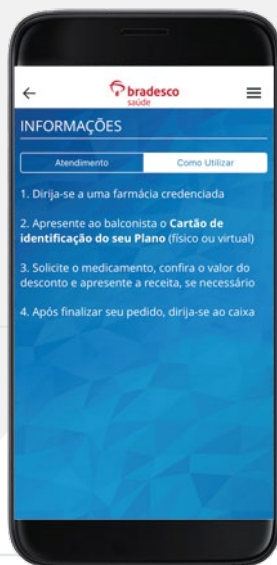 bradesco
saúde
INFORMAÇÕES
Atendimento Como Utilizar
1. Dirija-se a uma farmácia credenciada
2. Apresente ao balconista o Cartão de
identificação do seu Plano (físico ou virtual)
3. Solicite o medicamento, confira o valor do
desconto e apresente a receita, se necessário
4. Após finalizar seu pedido, dirija-se ao caixa